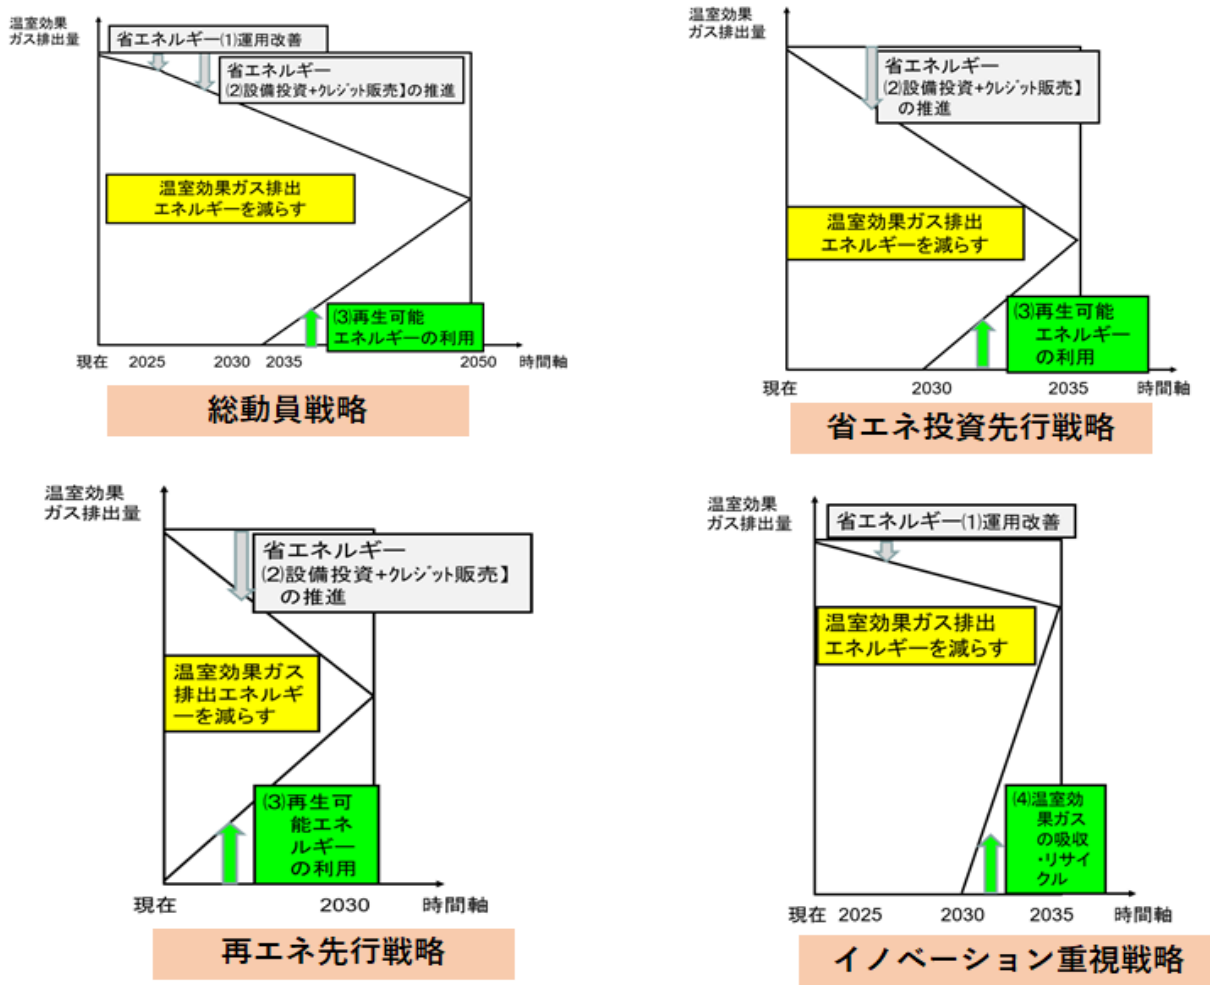 温室効果
ガス排出量
省エネルギー⑴運用改善
省エネルギー
⑵設備投資+クレジット販売】の推進
温室効果ガス排出
エネルギーを減らす
⑶再生可能
エネルギーの利用
現在 2025 2030 2035 2050 時間軸
総動員戦略
温室効果
ガス排出量
省エネルギー
⑵設備投資+クレジット販売】
の推進
温室効果ガス排出
エネルギーを減らす
⑶再生可能
エネルギー
の利用
現在 2030 2035 時間軸
省エネ投資先行戦略
温室効果
ガス排出量
省エネルギー
⑵設備投資+クレジット販売】
の推進
温室効果ガス
排出エネルギ
ーを減らす
⑶再生可
能エネ
ルギー
の利用
現在 2030 時間軸
再エネ先行戦略
温室効果
ガス排出量
省エネルギー⑴運用改善
温室効果ガス排出
エネルギーを減らす
⑷温室効
果ガス
の吸収
・リサイ
クル
現在 2025 2030 2035 時間軸
イノベーション重視戦略